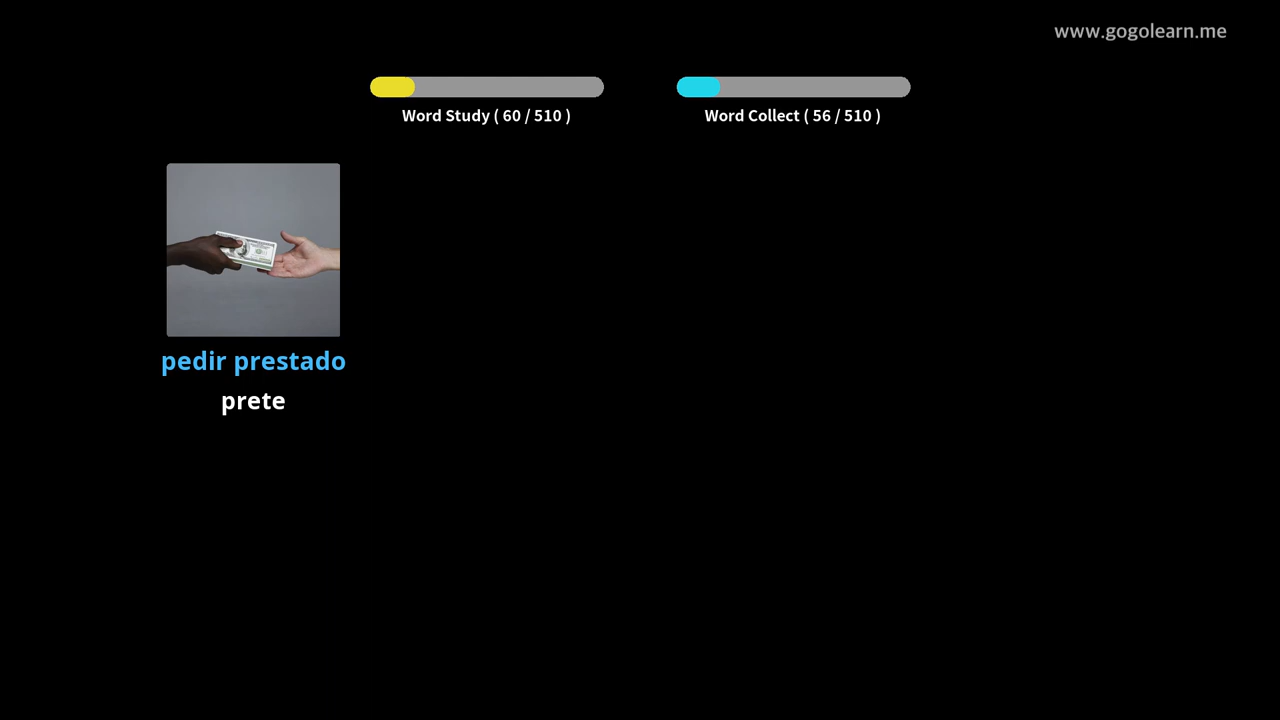 www.gogolearn.me
Word Study ( 60 / 510 )
Word Collect ( 56 / 510 )
pedir prestado
prete